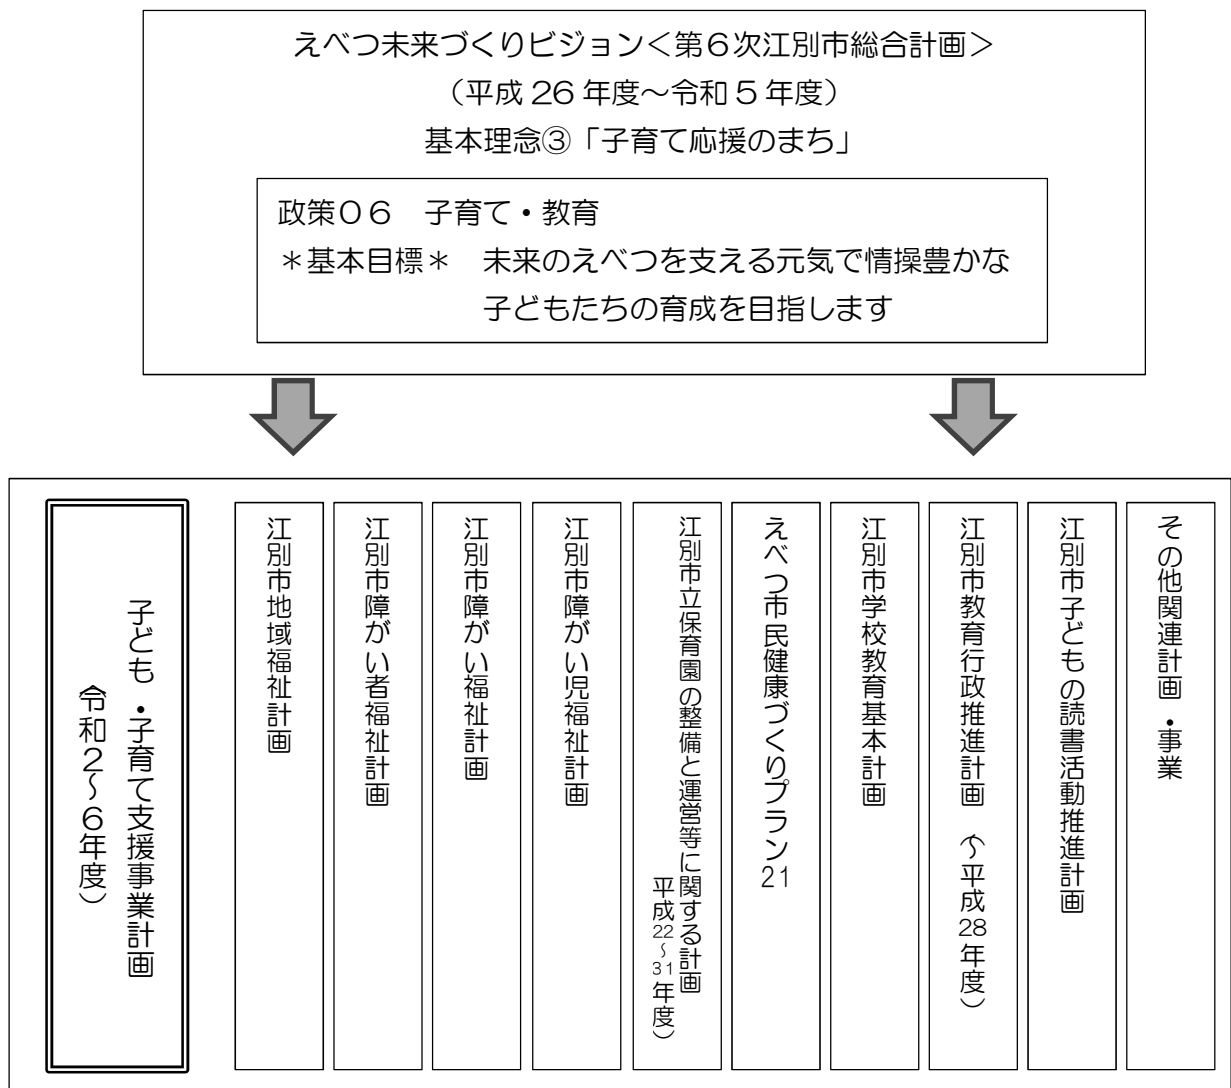 えべつ未来づくりビジョン＜第６次江別市総合計画＞
（平成 26 年度～令和５年度）
基本理念③「子育て応援のまち」
政策０６　子育て・教育
＊基本目標＊　未来のえべつを支える元気で情操豊かな
子どもたちの育成を目指します
子ども・子育て支援事業計画
（令和２～６年度）
江別市地域福祉計画
江別市障がい者福祉計画
江別市障がい福祉計画
江別市障がい児福祉計画
江別市立保育園の整備と運営等に関する計画
平成22～31年度）
えべつ市民健康づくりプラン21
江別市学校教育基本計画
江別市教育行政推進計画（～平成28年度）
江別市子どもの読書活動推進計画
その他関連計画・事業